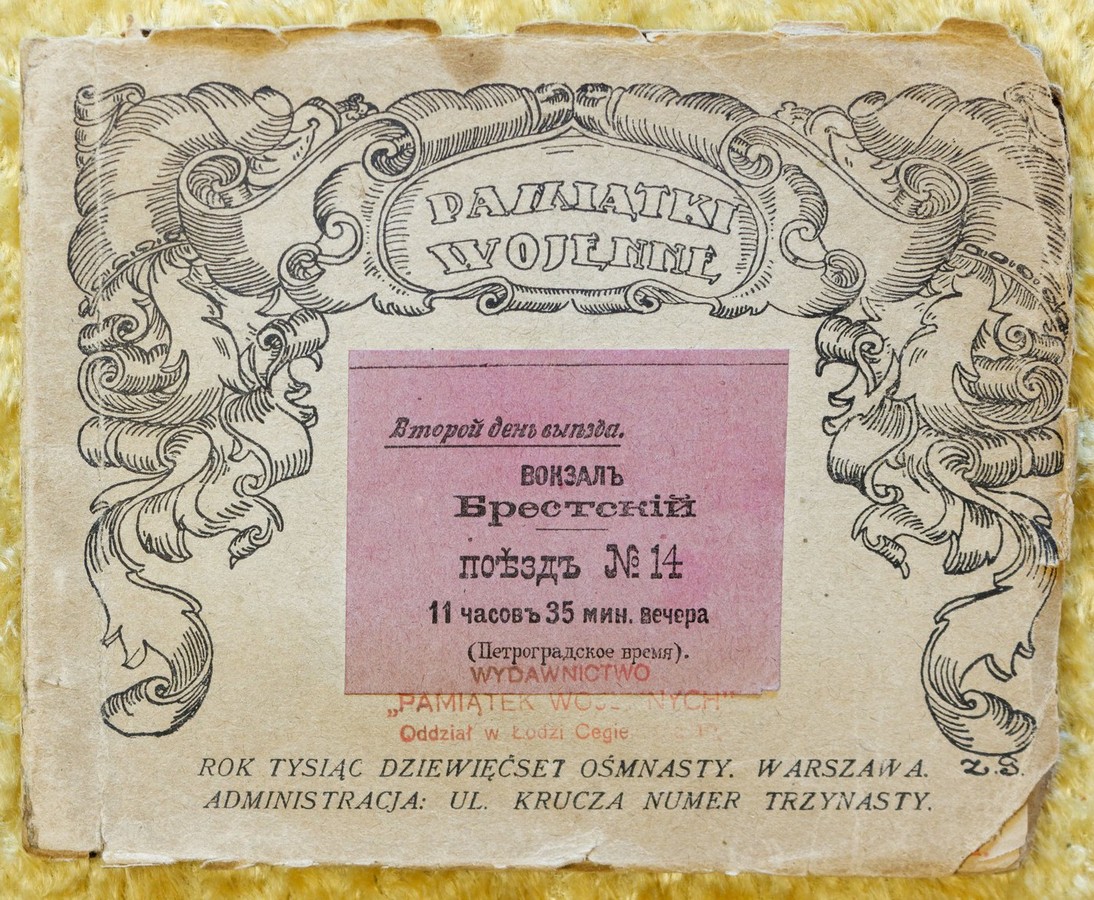 PAMIĄTKI
WOJENNE
Второй день выѣзда.
ВОКЗАЛЪ
Брестскій
поѣздъ № 14
11 часовъ 35 мин. вечера
(Петроградское время).
WYDAWNICTWO
„PAMIĄTEK
Oddział w Łodzi
ROK TYSIĄC DZIEWIĘĆSET OŚMNASTY. WARSZAWA.
ADMINISTRACJA: UL. KRUCZA NUMER TRZYNASTY.